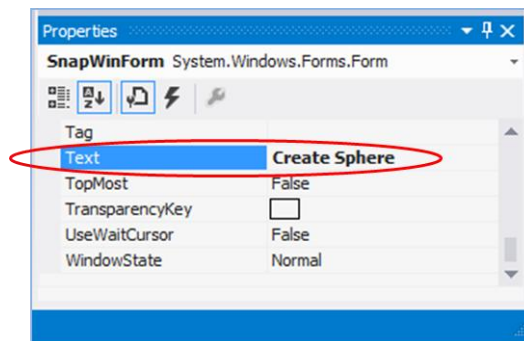 Properties
SnapWinForm System.Windows.Forms.Form
Tag
Text Create Sphere
TopMost False
TransparencyKey
UseWaitCursor False
WindowState Normal